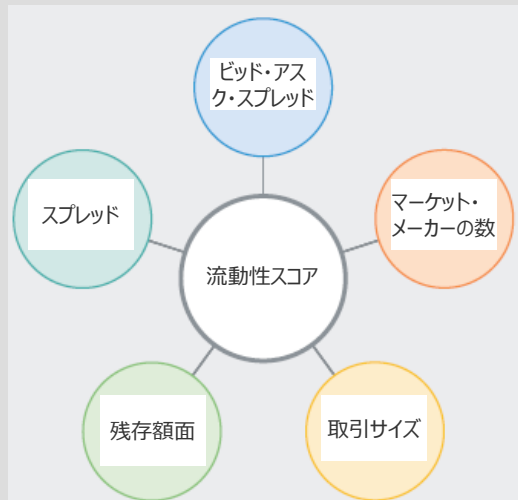 ビッド・アス
ク・スプレッド
スプレッド
マーケット・
メーカーの数
流動性スコア
残存額面
取引サイズ